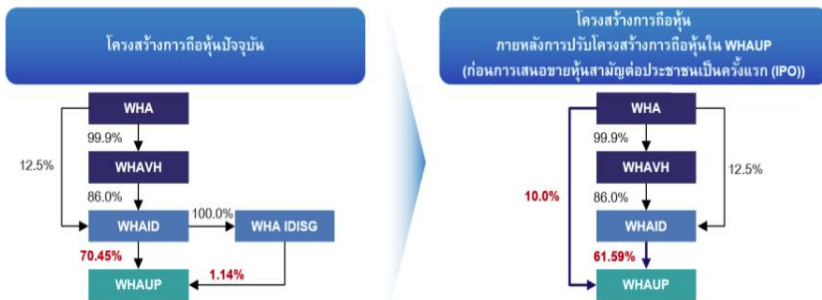 โครงสร้างการถือหุ้นปัจจุบัน
WHA
99.9%
12.5%
WHAVH
86.0%
WHAID
100.0%
WHA IDISG
70.45%
1.14%
WHAUP
โครงสร้างการถือหุ้น
ภายหลังการปรับโครงสร้างการถือหุ้นใน WHAUP
(ก่อนการเสนอขายหุ้นสามัญต่อประชาชนเป็นครั้งแรก (IPO))
WHA
99.9%
WHAVH
12.5%
10.0%
86.0%
WHAID
61.59%
WHAUP